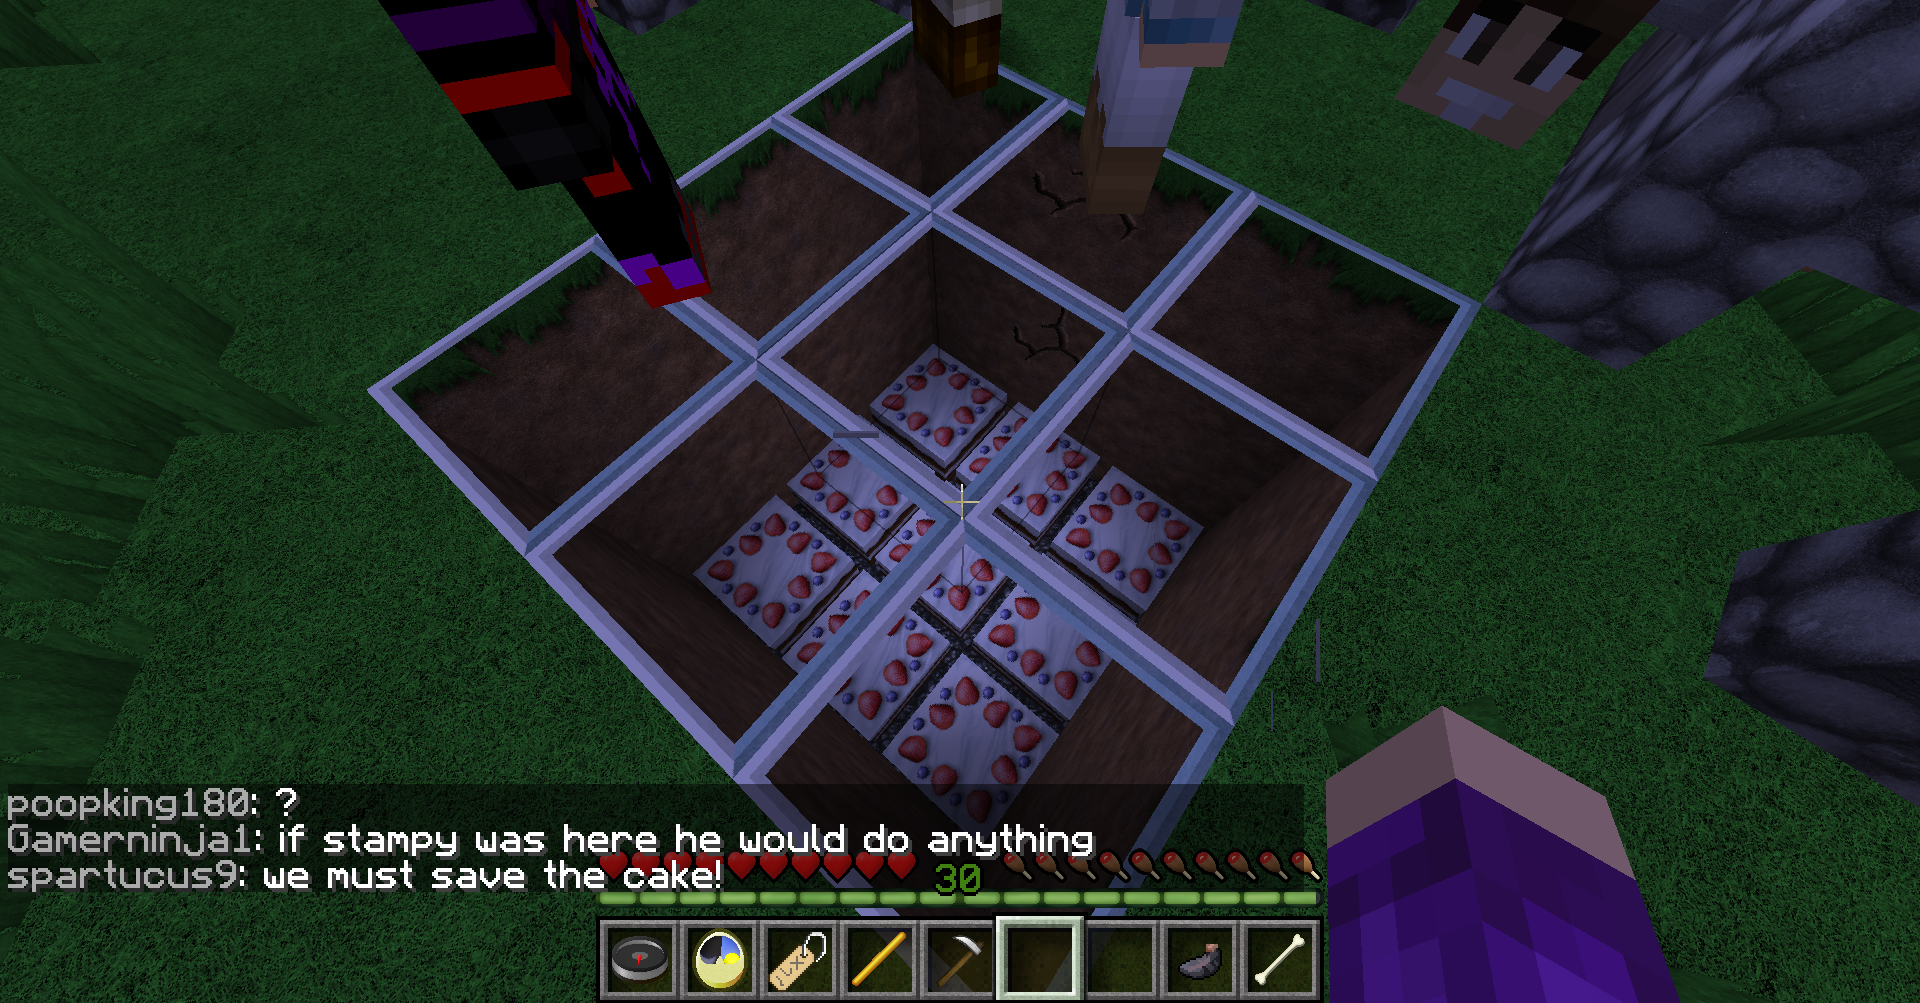 poopking180: ?
Gamerninja1: if stampy was here he would do anything
spartucus9: we must save the cake!
30